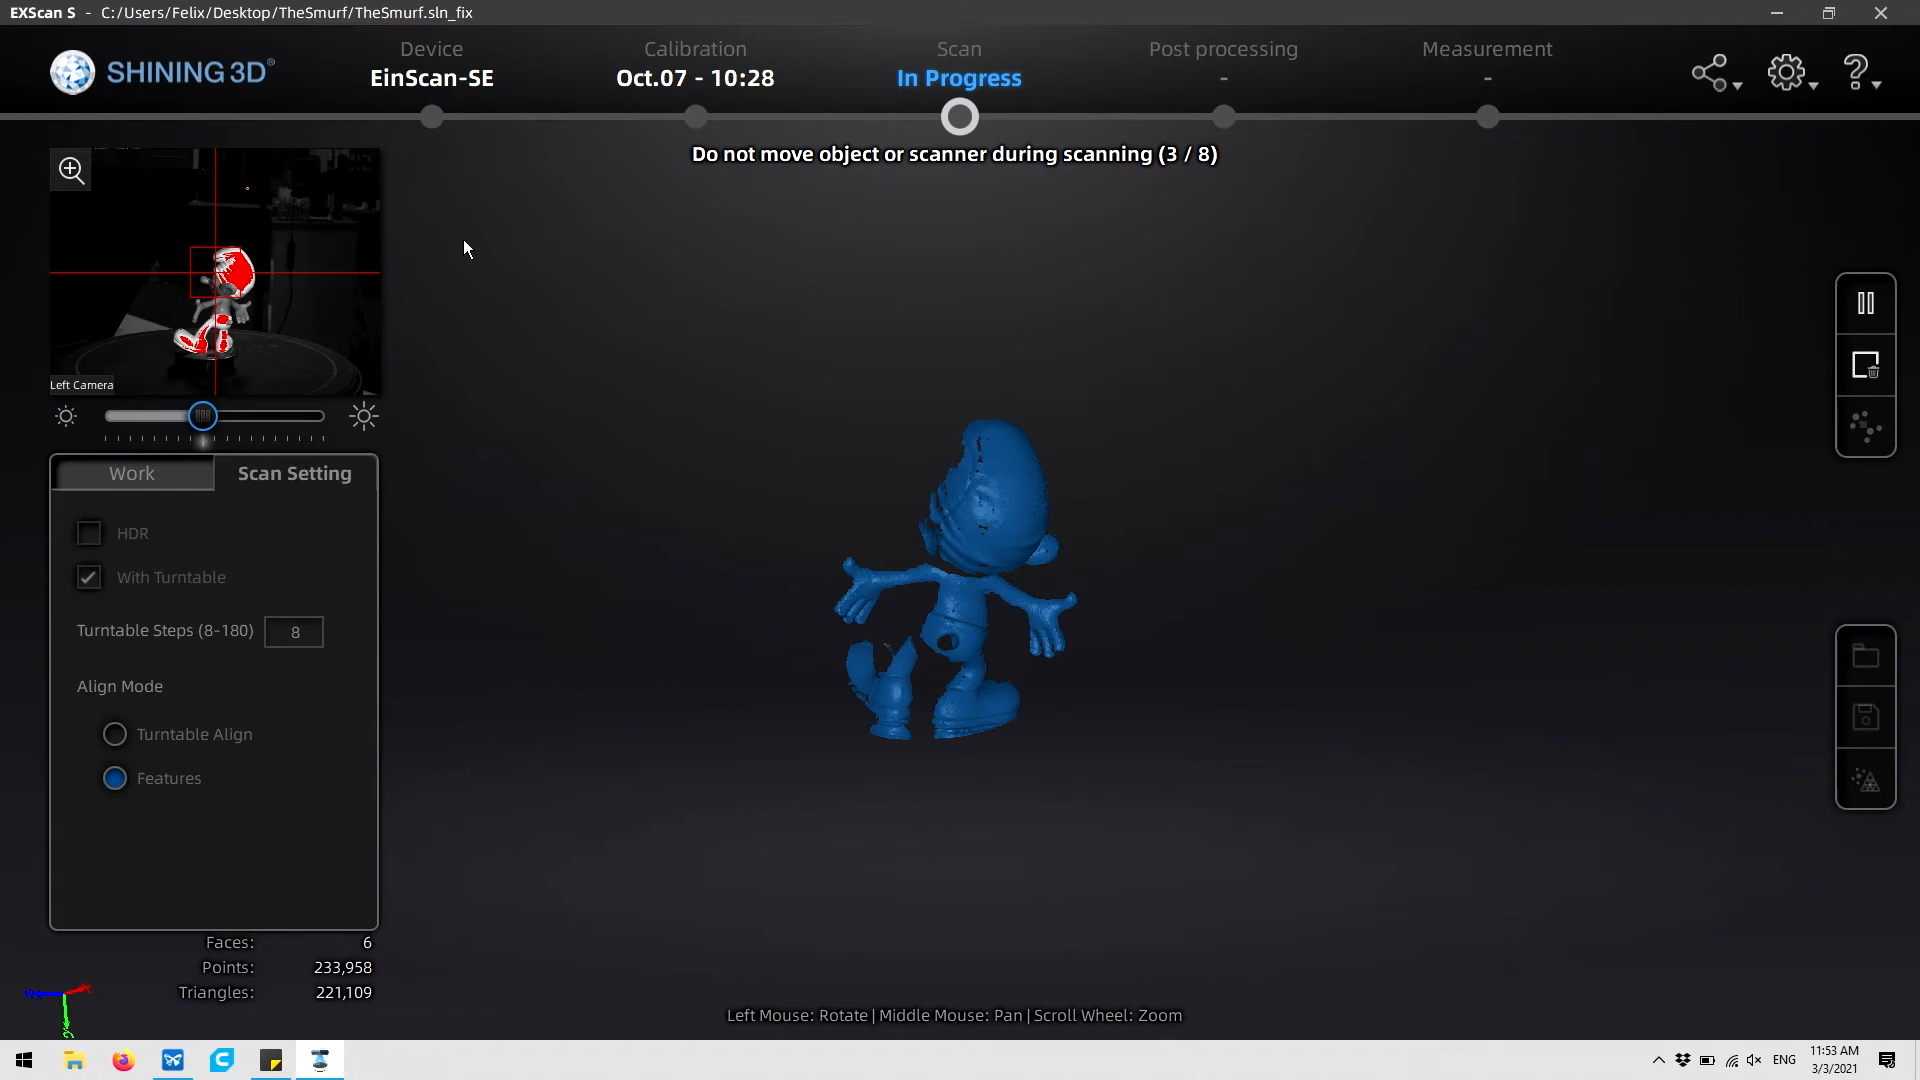 EXScan S - C:/Users/Felix/Desktop/TheSmurf/TheSmurf.sln_fix
SHINING 3D®
Device
EinScan-SE
Calibration
Oct.07 - 10:28
Scan
In Progress
Post processing
-
Measurement
-
Do not move object or scanner during scanning (3 / 8)
Left Camera
Work
Scan Setting
HDR
With Turntable
Turntable Steps (8-180) 8
Align Mode
Turntable Align
Features
Faces: 6
Points: 233,958
Triangles: 221,109
Left Mouse: Rotate | Middle Mouse: Pan | Scroll Wheel: Zoom
ENG
11:53 AM
3/3/2021